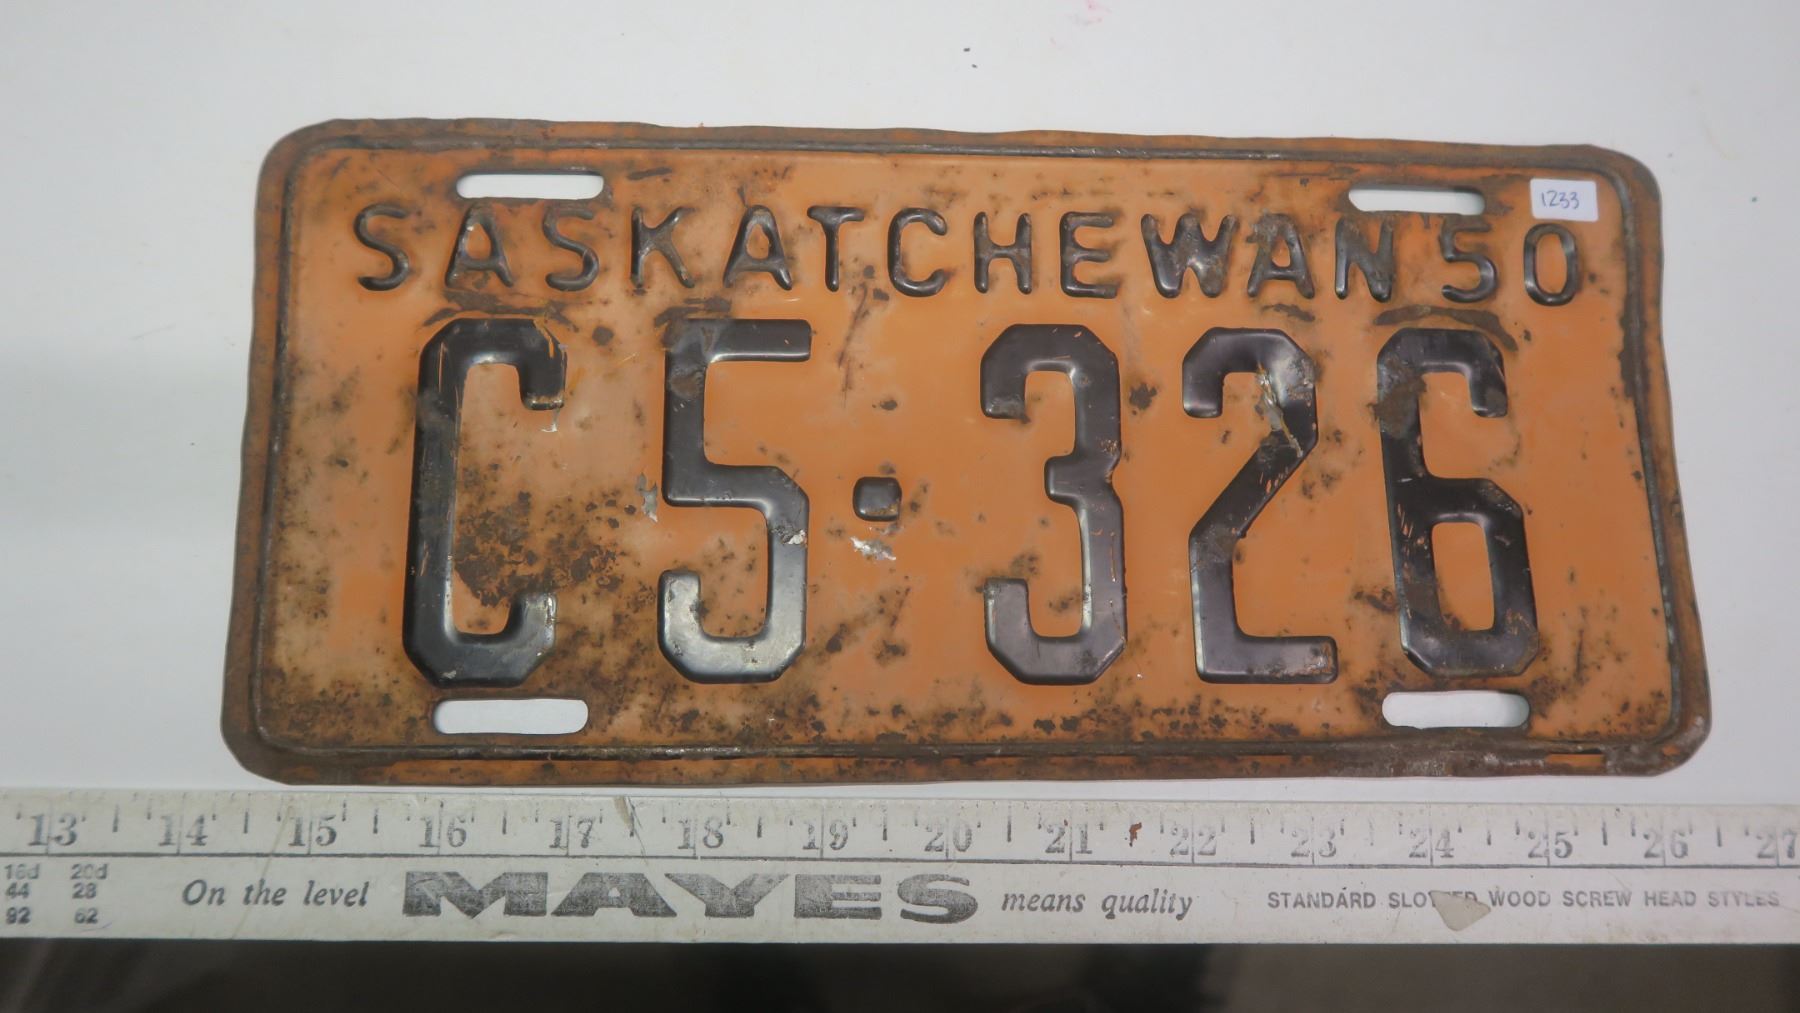 1233
SASKATCHEWAN 50
C5·326
13 14 15 16 17 18 19 20 21 22 23 24 25 26 27
16d 20d
44 28
92 62
On the level MAYES means quality STANDARD SLOTTED WOOD SCREW HEAD STYLES